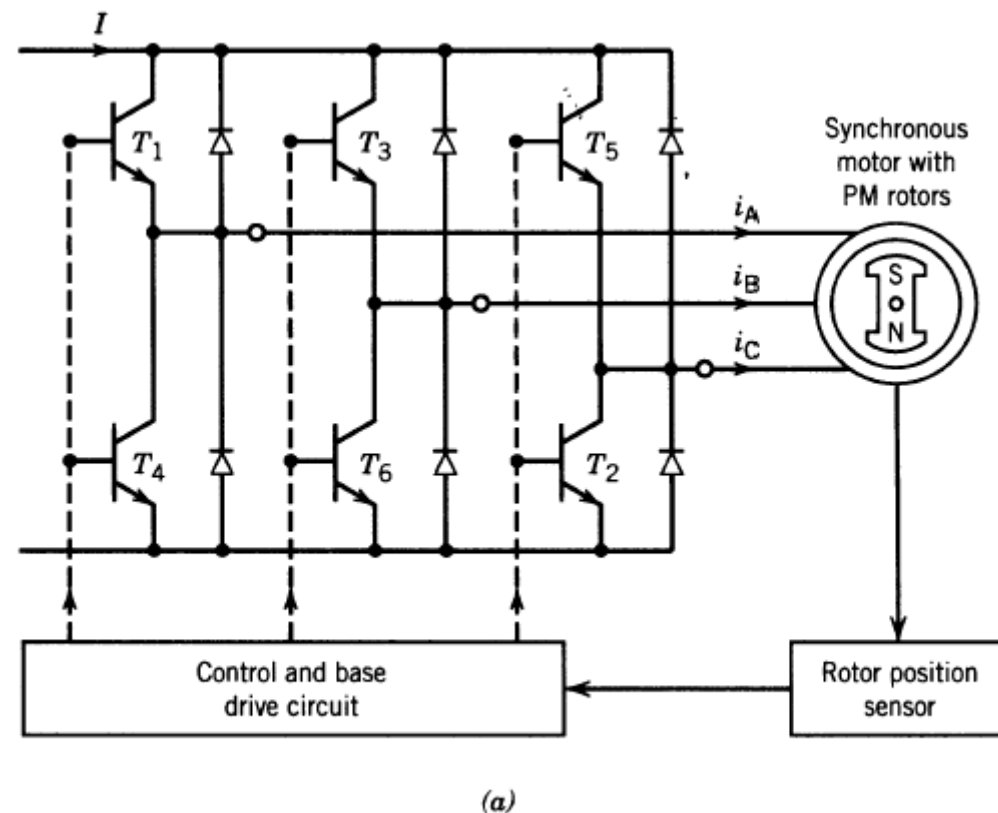 I
T1
T3
T5
Synchronous
motor with
PM rotors
iA
iB
iC
S
N
T4
T6
T2
Control and base
drive circuit
Rotor position
sensor
(a)